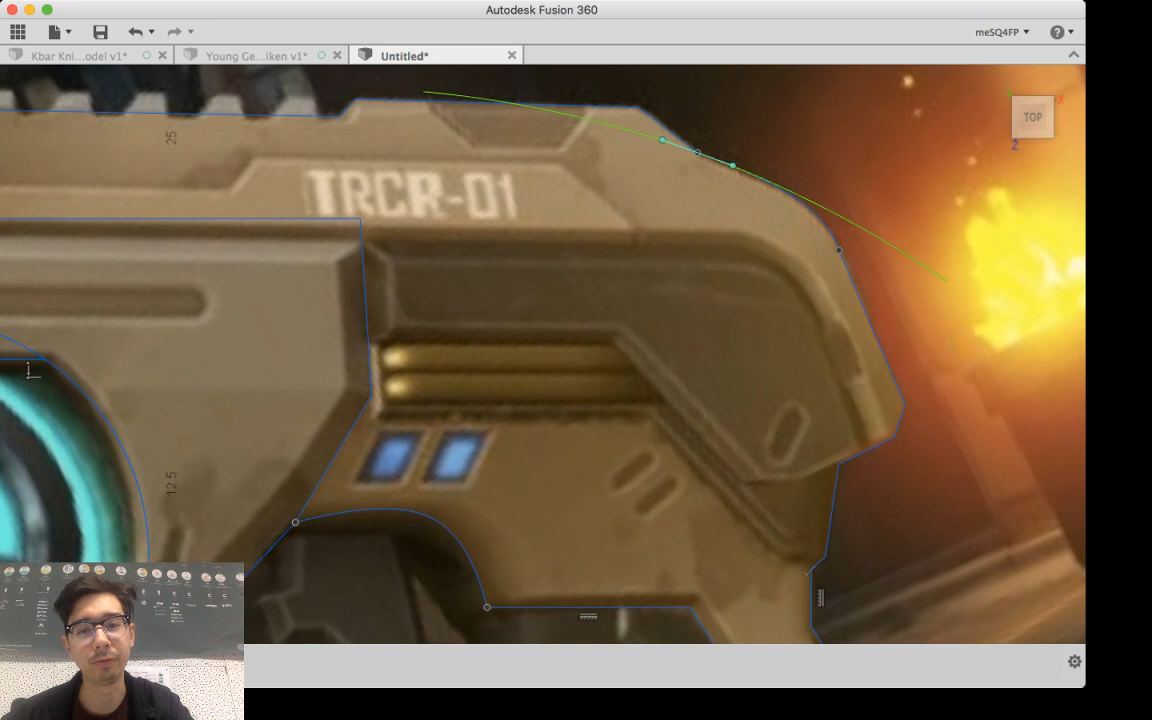 Autodesk Fusion 360
meSQ4FP
Kbar Kni...odel v1*
Young Ge...iken v1*
Untitled*
TOP
X
Z
25
TRCR-01
12.5